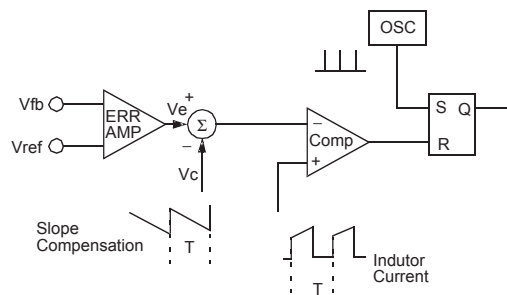 OSC
Vfb
Vref
ERR
AMP
Ve
+
Σ
−
Vc
−
Comp
+
S Q
R
Slope
Compensation
T
Indutor
Current
T